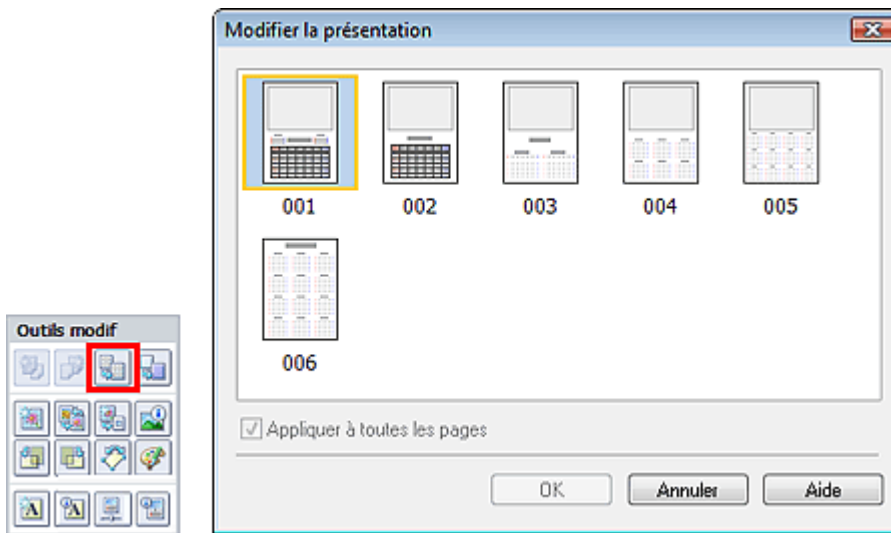 Modifier la présentation
001 002 003 004 005
006
Outils modif
Appliquer à toutes les pages
OK Annuler Aide